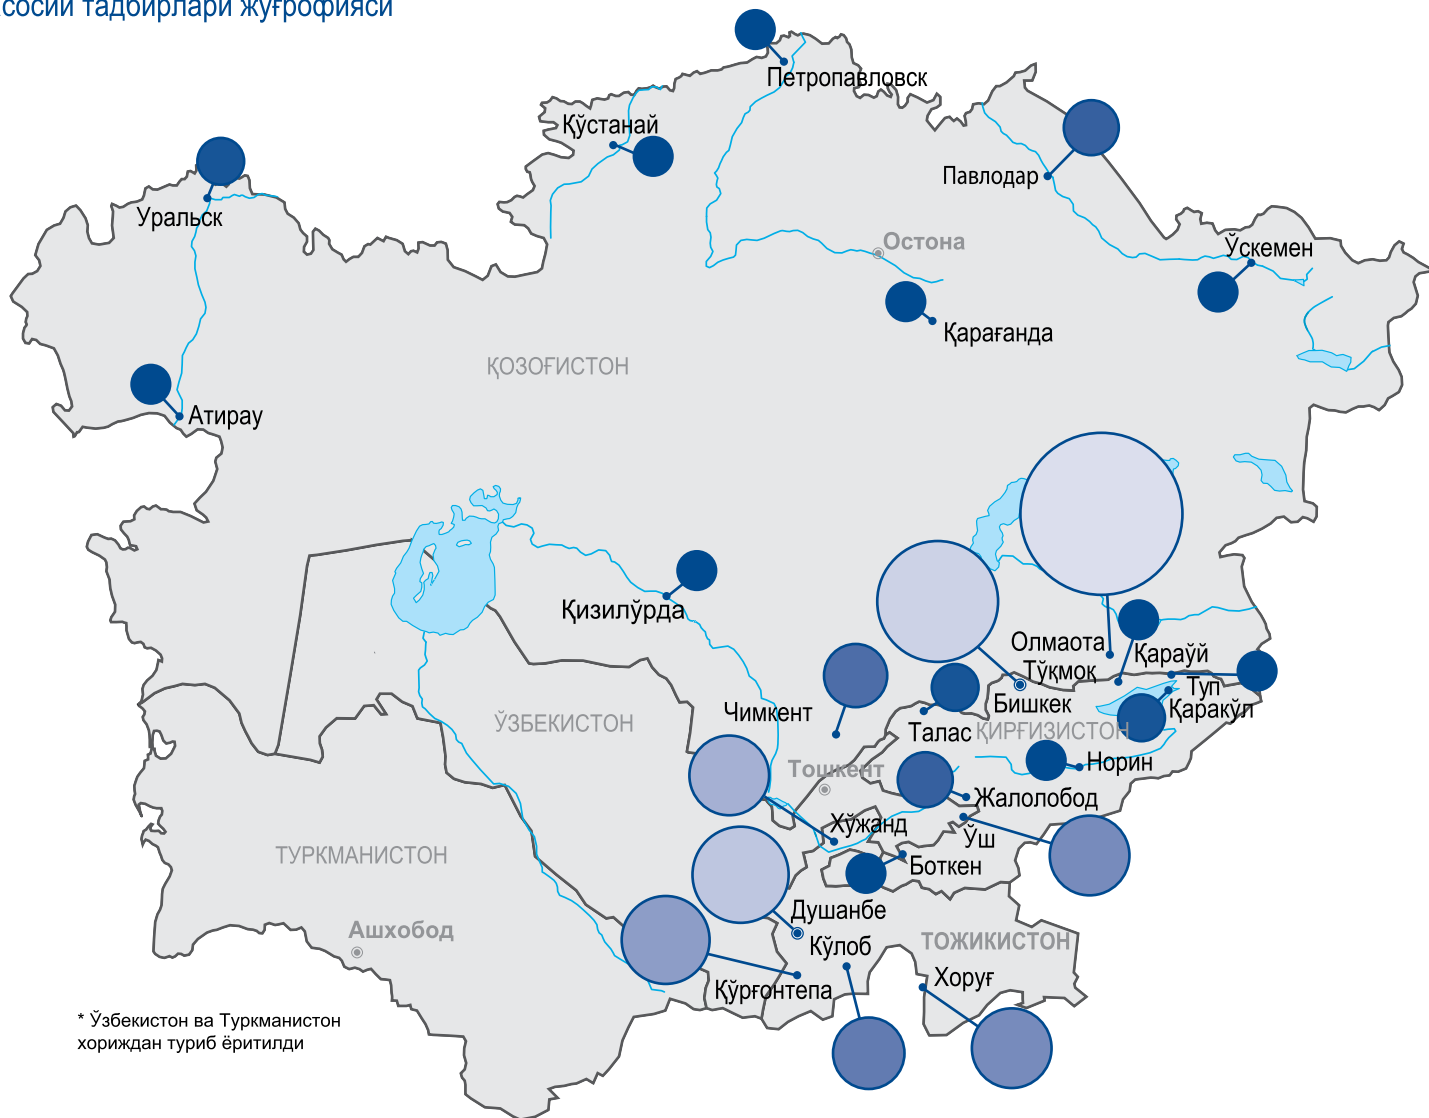 тадбирлари жуғрофияси
Петропавловск
Қўстанай
Павлодар
Уральск
Остона
Ўскемен
Қарағанда
ҚОЗОҒИСТОН
Атирау
Қизилўрда
Олмаота
Қарауй
Тўқмоқ
Туп
Бишкек
Қаракўл
Чимкент
Талас
ҚИРҒИЗИСТОН
ЎЗБЕКИСТОН
Норин
Тошкент
Жалолобод
Хўжанд
Ўш
ТУРКМАНИСТОН
Боткен
Душанбе
Ашхобод
Кўлоб
ТОЖИКИСТОН
Хоруғ
Қўрғонтепа
* Ўзбекистон ва Туркманистон
хориждан туриб ёритилди